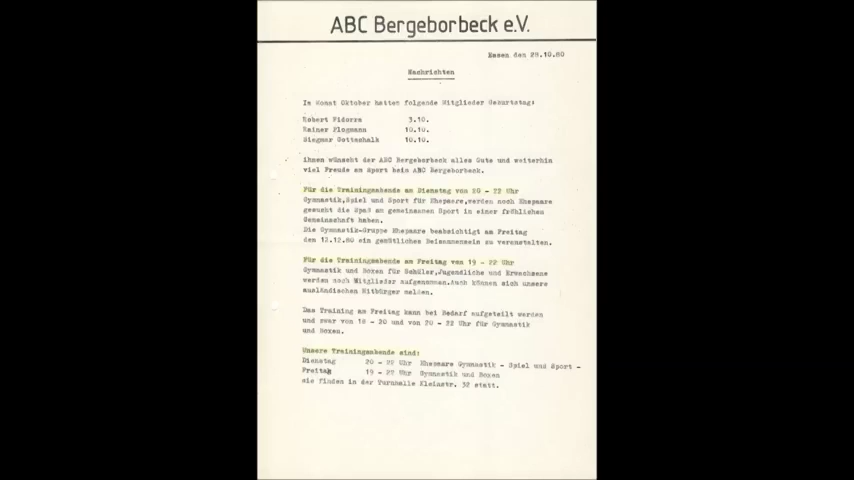 ABC Bergeborbeck e.V.
Essen den 29.10.80
Nachrichten
Im Monat Oktober hatten folgende Mitglieder Geburtstag:
Robert Fidorra 3.10.
Rainer Plogmann 10.10.
Siegmar Gottschalk 10.10.
ihnen wünscht der ABC Bergeborbeck alles Gute und weiterhin
viel Freude am Sport beim ABC Bergeborbeck.
Für die Trainingsabende am Dienstag von 20 - 22 Uhr
Gymnastik,Spiel und Sport für Ehepaare,werden noch Ehepaare
gesucht die Spaß am gemeinsamen Sport in einer fröhlichen
Gemeinschaft haben.
Die Gymnastik-Gruppe Ehepaare beabsichtigt am Freitag
den 12.12.80 ein gemütliches Beisammensein zu veranstalten.
Für die Trainingsabende am Freitag von 19 - 22 Uhr
Gymnastik und Boxen für Schüler,Jugendliche und Erwachsene
werden noch Mitglieder aufgenommen.Auch können sich unsere
ausländischen Mitbürger melden.
Das Training am Freitag kann bei Bedarf aufgeteilt werden
und zwar von 18 - 20 und von 20 - 22 Uhr für Gymnastik
und Boxen.
Unsere Trainingsabende sind:
Dienstag 20 - 22 Uhr Ehepaare Gymnastik - Spiel und Sport -
Freitag 19 - 22 Uhr Gymnastik und Boxen
sie finden in der Turnhalle Kleinstr. 32 statt.